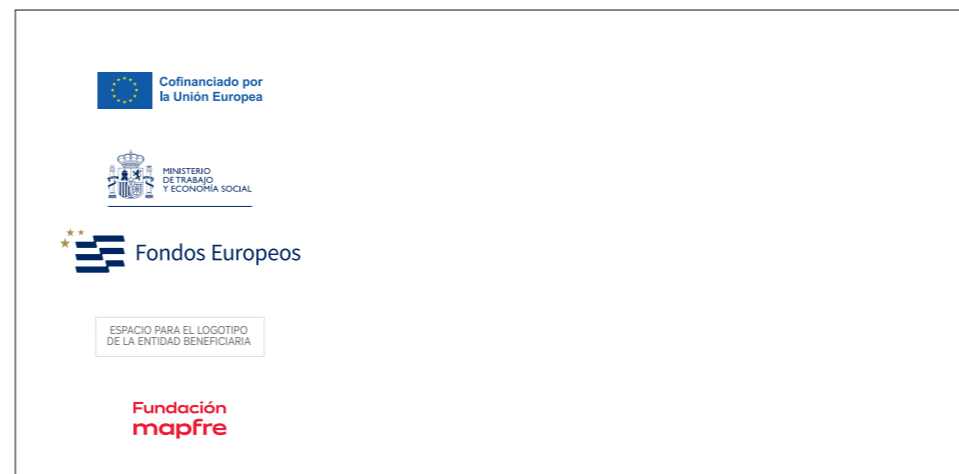 Cofinanciado por
la Unión Europea
MINISTERIO
DE TRABAJO
Y ECONOMÍA SOCIAL
Fondos Europeos
ESPACIO PARA EL LOGOTIPO
DE LA ENTIDAD BENEFICIARIA
Fundación
mapfre